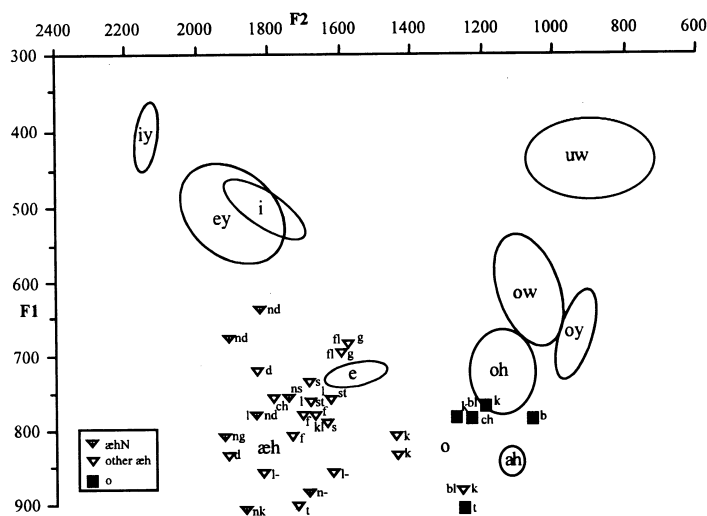 F2
2400 2200 2000 1800 1600 1400 1200 1000 800 600
300
400
500
600
F1
700
800
900
iy
uw
ey i
ow
oy
nd
nd
fl g
fl g
d
s
e
oh
ns
ch
l st
l st
bl k
l nd
f
f
kl s
k
ch
b
ng
æh
f
k
o
d
k
ah
l-
l-
n-
bl k
nk
t
t
æhN
other æh
o